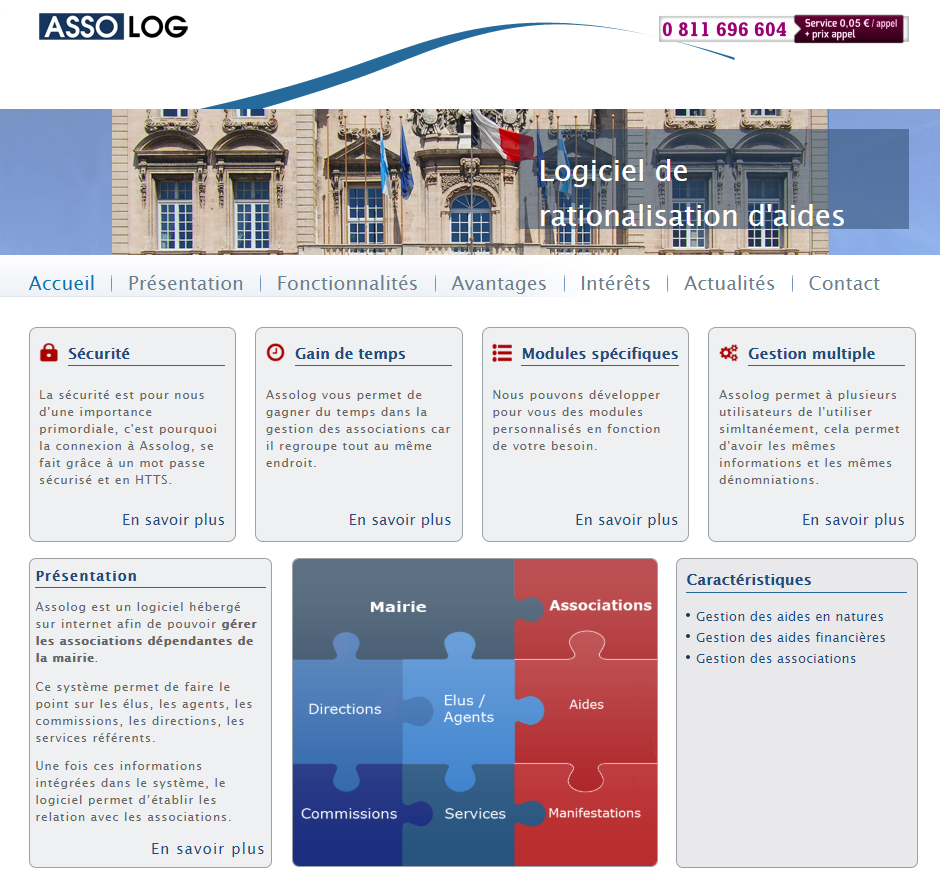 ASSOLOG
0 811 696 604
Service 0,05 € / appel
+ prix appel
Logiciel de
rationalisation d'aides
Accueil
Présentation
Fonctionnalités
Avantages
Intérêts
Actualités
Contact
Sécurité
La sécurité est pour nous
d'une importance
primordiale, c'est pourquoi
la connexion à Assolog, se
fait grâce à un mot passe
sécurisé et en HTTS.
En savoir plus
Gain de temps
Assolog vous permet de
gagner du temps dans la
gestion des associations car
il regroupe tout au même
endroit.
En savoir plus
Modules spécifiques
Nous pouvons développer
pour vous des modules
personnalisés en fonction
de votre besoin.
En savoir plus
Gestion multiple
Assolog permet à plusieurs
utilisateurs de l'utiliser
simltanéement, cela permet
d'avoir les mêmes
informations et les mêmes
dénomniations.
En savoir plus
Présentation
Assolog est un logiciel hébergé
sur internet afin de pouvoir gérer
les associations dépendantes de
la mairie.
Ce système permet de faire le
point sur les élus, les agents, les
commissions, les directions, les
services référents.
Une fois ces informations
intégrées dans le système, le
logiciel permet d'établir les
relation avec les associations.
En savoir plus
Mairie
Associations
Directions
Elus /
Agents
Aides
Commissions
Services
Manifestations
Caractéristiques
• Gestion des aides en natures
• Gestion des aides financières
• Gestion des associations